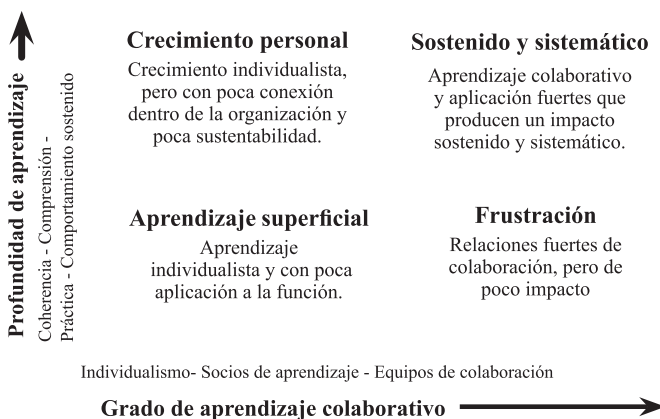 Profundidad de aprendizaje
Coherencia - Comprensión -
Práctica - Comportamiento sostenido
Crecimiento personal
Crecimiento individualista,
pero con poca conexión
dentro de la organización y
poca sustentabilidad.
Sostenido y sistemático
Aprendizaje colaborativo
y aplicación fuertes que
producen un impacto
sostenido y sistemático.
Aprendizaje superficial
Aprendizaje
individualista y con poca
aplicación a la función.
Frustración
Relaciones fuertes de
colaboración, pero de
poco impacto
Individualismo- Socios de aprendizaje - Equipos de colaboración
Grado de aprendizaje colaborativo